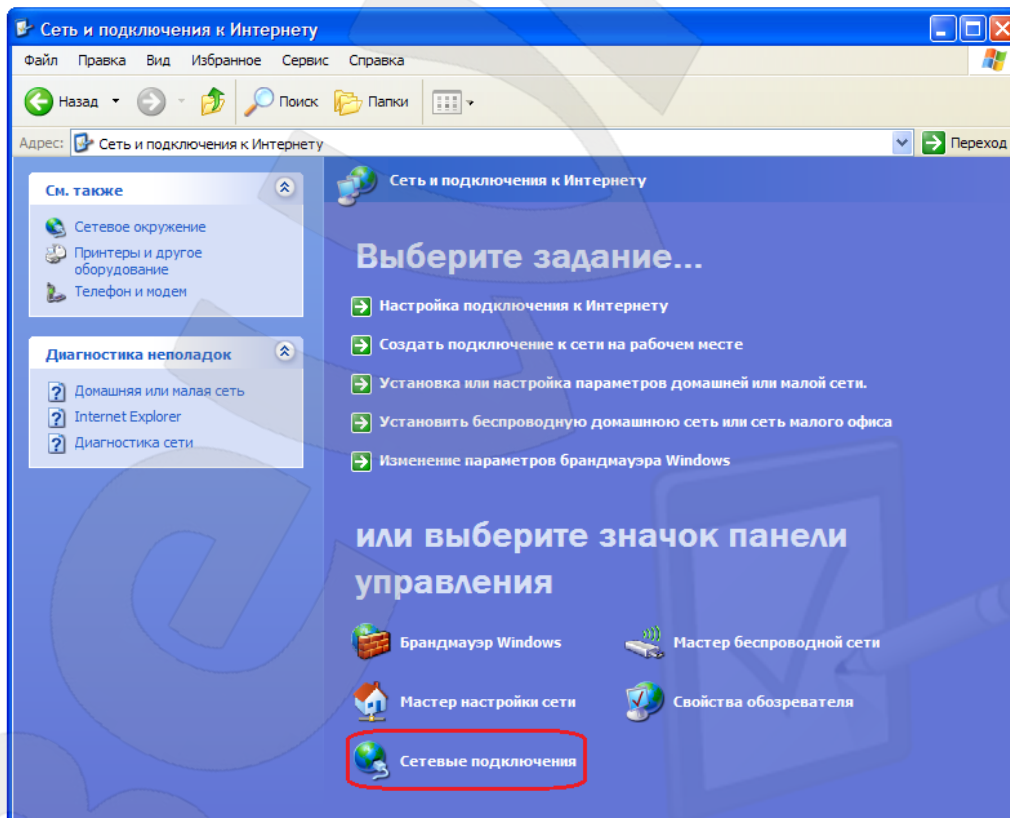 Сеть и подключения к Интернету
Файл Правка Вид Избранное Сервис Справка
Назад Поиск Папки
Адрес: Сеть и подключения к Интернету Переход
См. также
Сетевое окружение
Принтеры и другое
оборудование
Телефон и модем
Диагностика неполадок
Домашняя или малая сеть
Internet Explorer
Диагностика сети
Сеть и подключения к Интернету
Выберите задание...
Настройка подключения к Интернету
Создать подключение к сети на рабочем месте
Установка или настройка параметров домашней или малой сети.
Установить беспроводную домашнюю сеть или сеть малого офиса
Изменение параметров брандмауэра Windows
или выберите значок панели
управления
Брандмауэр Windows Мастер беспроводной сети
Мастер настройки сети Свойства обозревателя
Сетевые подключения